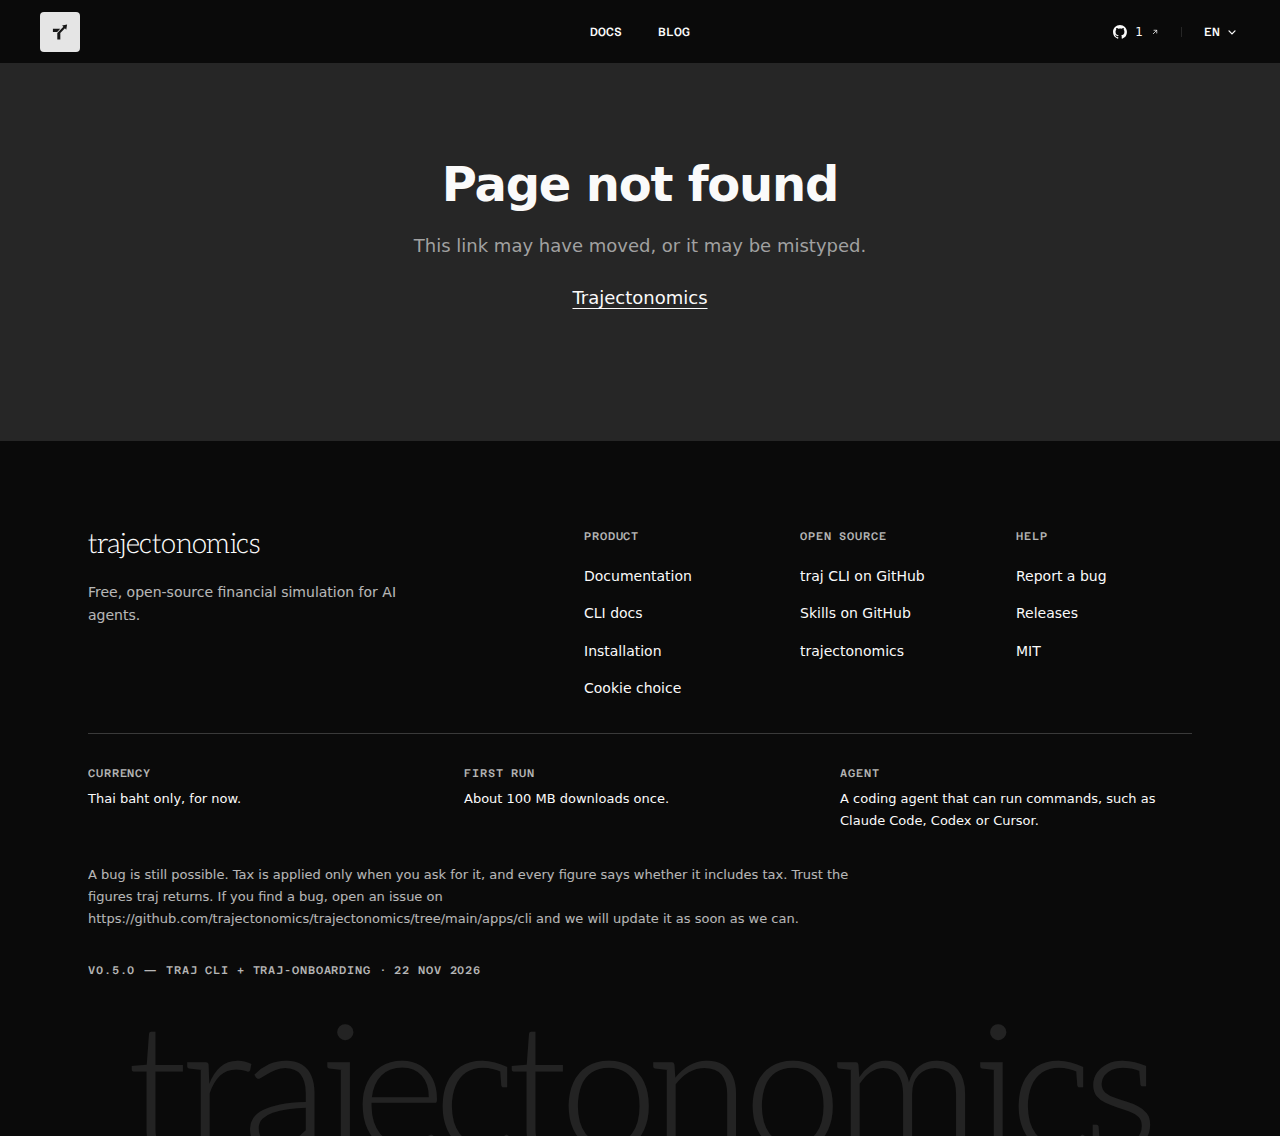 DOCS
BLOG
1
EN
Page not found
This link may have moved, or it may be mistyped.
Trajectonomics
trajectonomics
Free, open-source financial simulation for AI
agents.
PRODUCT
Documentation
CLI docs
Installation
Cookie choice
OPEN SOURCE
traj CLI on GitHub
Skills on GitHub
trajectonomics
HELP
Report a bug
Releases
MIT
CURRENCY
Thai baht only, for now.
FIRST RUN
About 100 MB downloads once.
AGENT
A coding agent that can run commands, such as
Claude Code, Codex or Cursor.
A bug is still possible. Tax is applied only when you ask for it, and every figure says whether it includes tax. Trust the
figures traj returns. If you find a bug, open an issue on
https://github.com/trajectonomics/trajectonomics/tree/main/apps/cli and we will update it as soon as we can.
V0.5.0 — TRAJ CLI + TRAJ-ONBOARDING · 22 NOV 2026
trajectonomics